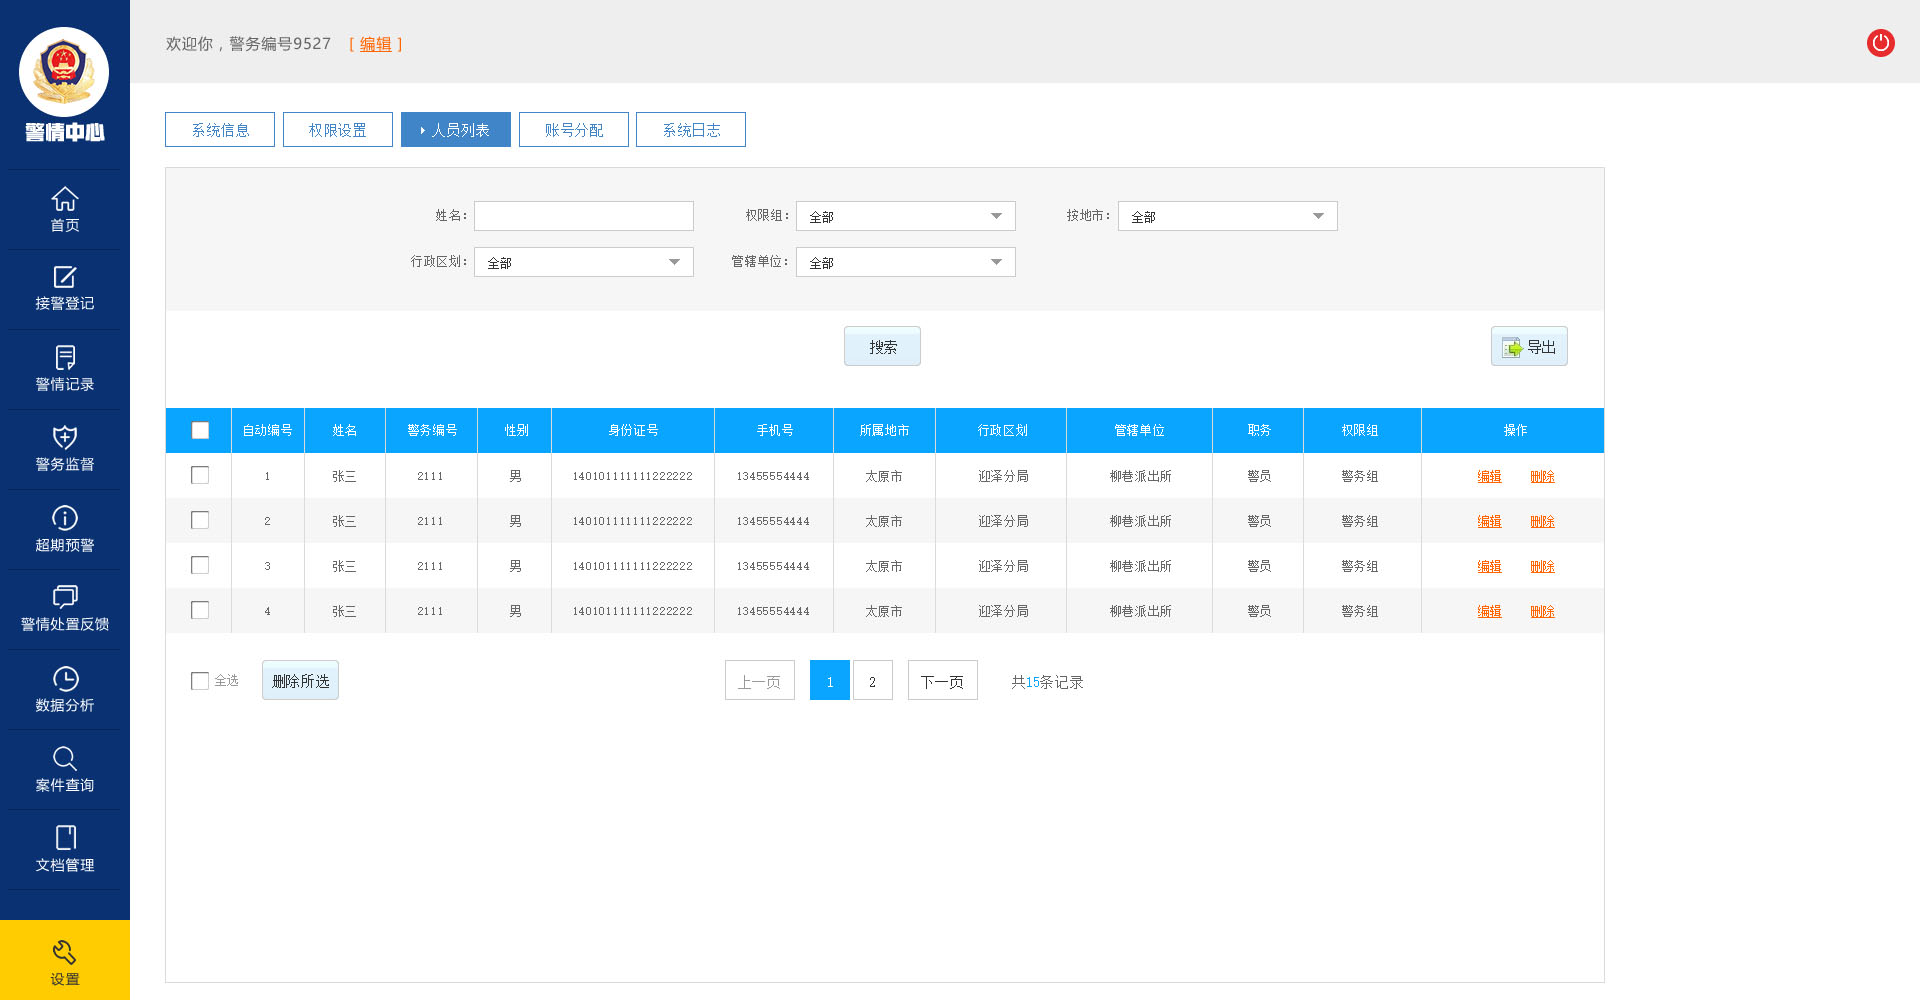 欢迎你，警务编号9527 [ 编辑 ]
警情中心
首页
接警登记
警情记录
警务监督
超期预警
警情处置反馈
数据分析
案件查询
文档管理
设置
系统信息 权限设置 人员列表 账号分配 系统日志
姓名： 权限组： 全部 按地市： 全部
行政区划： 全部 管辖单位： 全部
搜索 导出
自动编号 姓名 警务编号 性别 身份证号 手机号 所属地市 行政区划 管辖单位 职务 权限组 操作
1 张三 2111 男 140101111111222222 13455554444 太原市 迎泽分局 柳巷派出所 警员 警务组 编辑 删除
2 张三 2111 男 140101111111222222 13455554444 太原市 迎泽分局 柳巷派出所 警员 警务组 编辑 删除
3 张三 2111 男 140101111111222222 13455554444 太原市 迎泽分局 柳巷派出所 警员 警务组 编辑 删除
4 张三 2111 男 140101111111222222 13455554444 太原市 迎泽分局 柳巷派出所 警员 警务组 编辑 删除
全选 删除所选 上一页 1 2 下一页 共15条记录